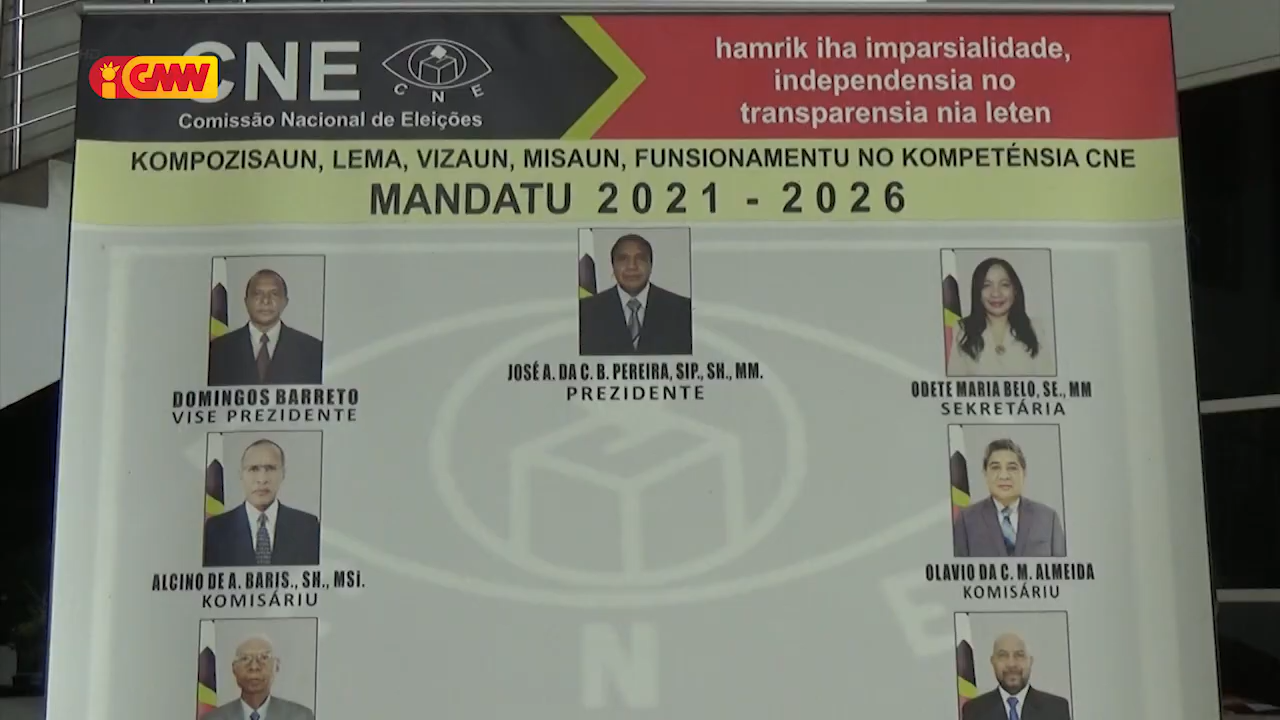 GMW
CNE
C N E
Comissão Nacional de Eleições
hamrik iha imparsialidade,
independensia no
transparensia nia leten
KOMPOZISAUN, LEMA, VIZAUN, MISAUN, FUNSIONAMENTU NO KOMPETÉNSIA CNE
MANDATU 2021 - 2026
JOSÉ A. DA C. B. PEREIRA, SIP., SH., MM.
PREZIDENTE
DOMINGOS BARRETO
VISE PREZIDENTE
ODETE MARIA BELO, SE., MM
SEKRETÁRIA
ALCINO DE A. BARIS., SH., MSi.
KOMISÁRIU
OLAVIO DA C. M. ALMEIDA
KOMISÁRIU
N E